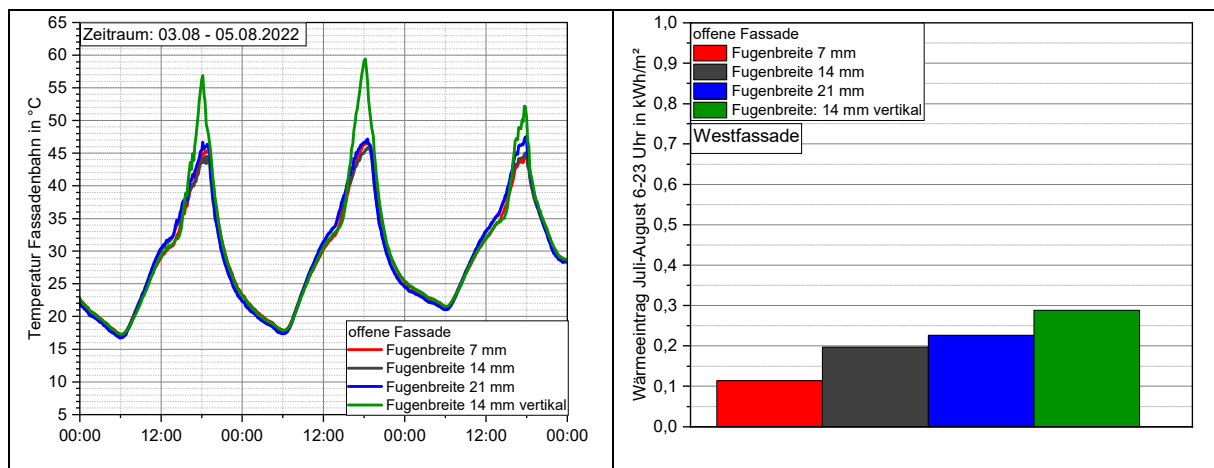 Temperatur Fassadenbahn in °C
65
60
55
50
45
40
35
30
25
20
15
10
5
Zeitraum: 03.08 - 05.08.2022
offene Fassade
Fugenbreite 7 mm
Fugenbreite 14 mm
Fugenbreite 21 mm
Fugenbreite 14 mm vertikal
00:00 12:00 00:00 12:00 00:00 12:00 00:00
Wärmeeintrag Juli-August 6-23 Uhr in kWh/m²
1,0
0,9
0,8
0,7
0,6
0,5
0,4
0,3
0,2
0,1
0,0
offene Fassade
Fugenbreite 7 mm
Fugenbreite 14 mm
Fugenbreite 21 mm
Fugenbreite: 14 mm vertikal
Westfassade